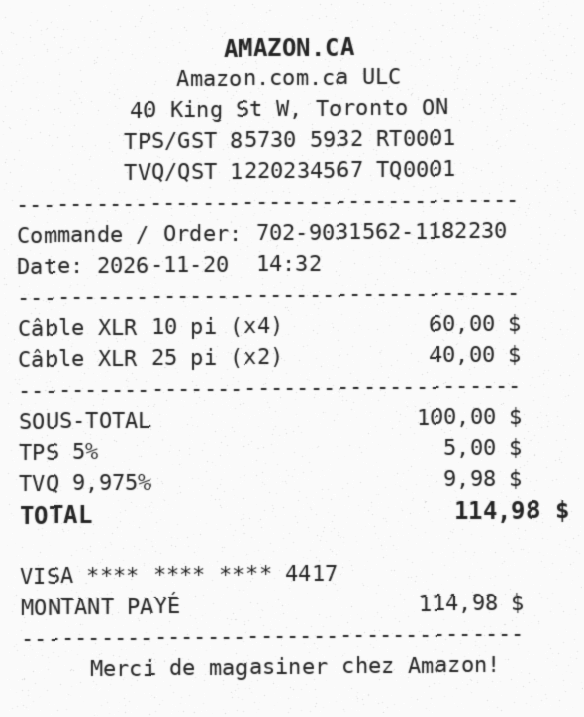 AMAZON.CA
Amazon.com.ca ULC
40 King St W, Toronto ON
TPS/GST 85730 5932 RT0001
TVQ/QST 1220234567 TQ0001
----------------------------------------
Commande / Order: 702-9031562-1182230
Date: 2026-11-20  14:32
----------------------------------------
Câble XLR 10 pi (x4) 60,00 $
Câble XLR 25 pi (x2) 40,00 $
----------------------------------------
SOUS-TOTAL 100,00 $
TPS 5% 5,00 $
TVQ 9,975% 9,98 $
TOTAL 114,98 $
VISA **** **** **** 4417
MONTANT PAYÉ 114,98 $
----------------------------------------
Merci de magasiner chez Amazon!